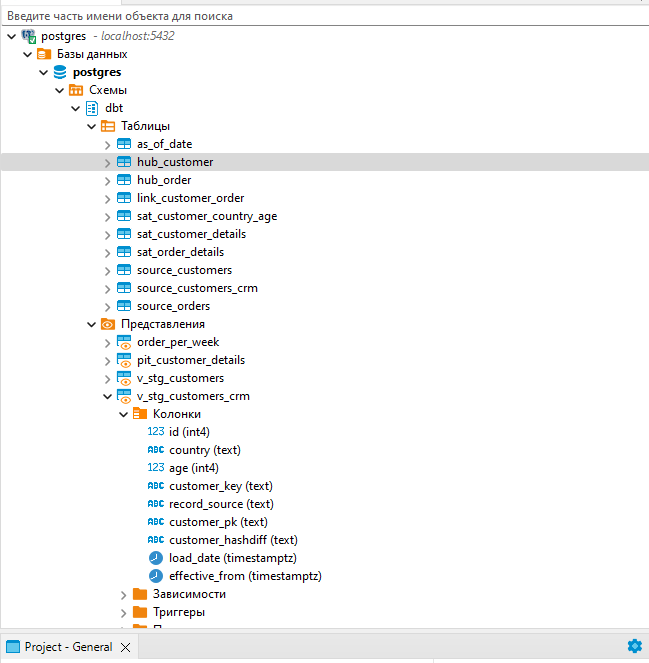 Введите часть имени объекта для поиска
postgres - localhost:5432
Базы данных
postgres
Схемы
dbt
Таблицы
as_of_date
hub_customer
hub_order
link_customer_order
sat_customer_country_age
sat_customer_details
sat_order_details
source_customers
source_customers_crm
source_orders
Представления
order_per_week
pit_customer_details
v_stg_customers
v_stg_customers_crm
Колонки
123 id (int4)
ABC country (text)
123 age (int4)
ABC customer_key (text)
ABC record_source (text)
ABC customer_pk (text)
ABC customer_hashdiff (text)
load_date (timestamptz)
effective_from (timestamptz)
Зависимости
Триггеры
Project - General